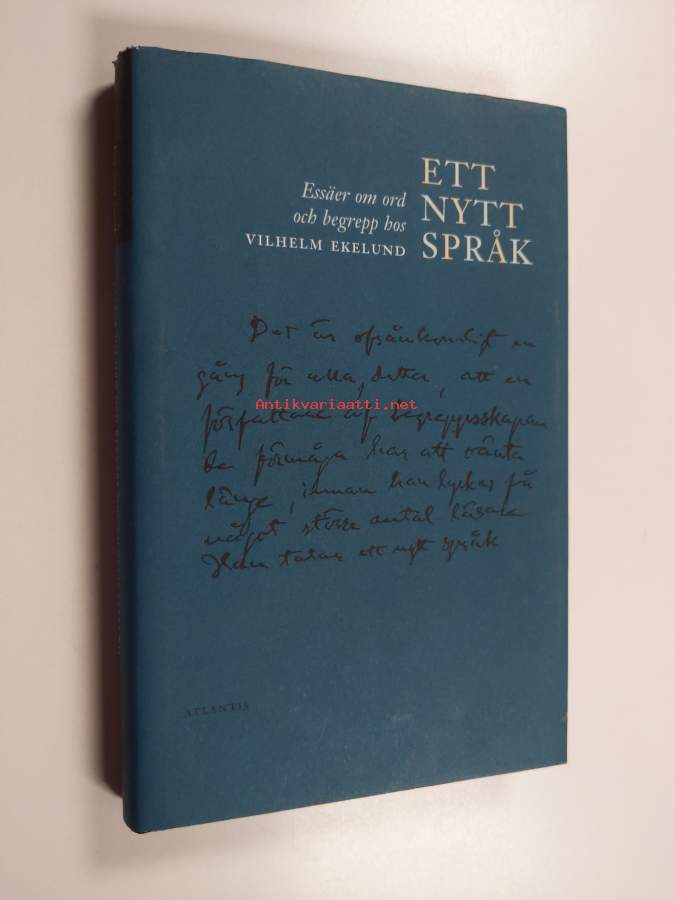 Essäer om ord
och begrepp hos
VILHELM EKELUND
ETT
NYTT
SPRÅK
Det är ofrånkomligt en
gång för alla, detta, att en
författare af begreppsskapan
de förmåga har att vänta
länge, innan han lyckas få
något större antal läsare
Han talar ett nytt språk
Antikvariaatti.net
ATLANTIS